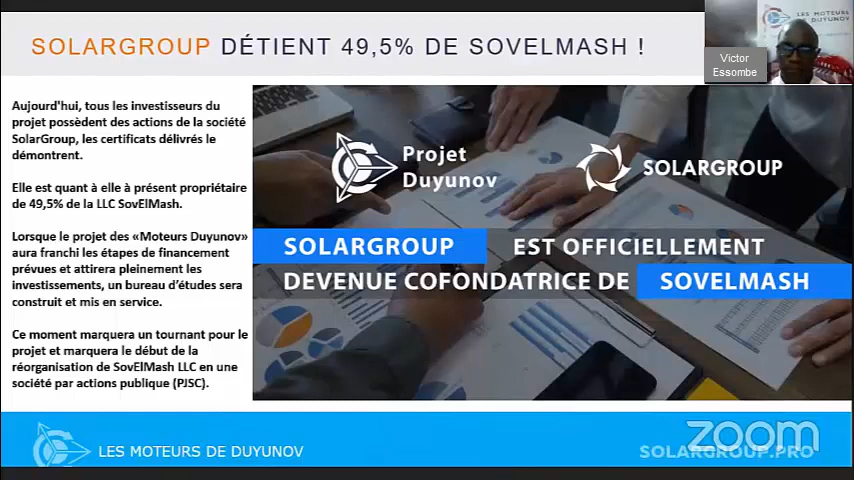 SOLARGROUP DÉTIENT 49,5% DE SOVELMASH !
LES MOTEURS
DE DUYUNOV
Victor
Essombe
Aujourd'hui, tous les investisseurs du
projet possèdent des actions de la société
SolarGroup, les certificats délivrés le
démontrent.
Elle est quant à elle à présent propriétaire
de 49,5% de la LLC SovElMash.
Lorsque le projet des «Moteurs Duyunov»
aura franchi les étapes de financement
prévues et attirera pleinement les
investissements, un bureau d'études sera
construit et mis en service.
Ce moment marquera un tournant pour le
projet et marquera le début de la
réorganisation de SovElMash LLC en une
société par actions publique (PJSC).
Projet
Duyunov
SOLARGROUP
SOLARGROUP EST OFFICIELLEMENT
DEVENUE COFONDATRICE DE SOVELMASH
LES MOTEURS DE DUYUNOV
zoom
SOLARGROUP.PRO